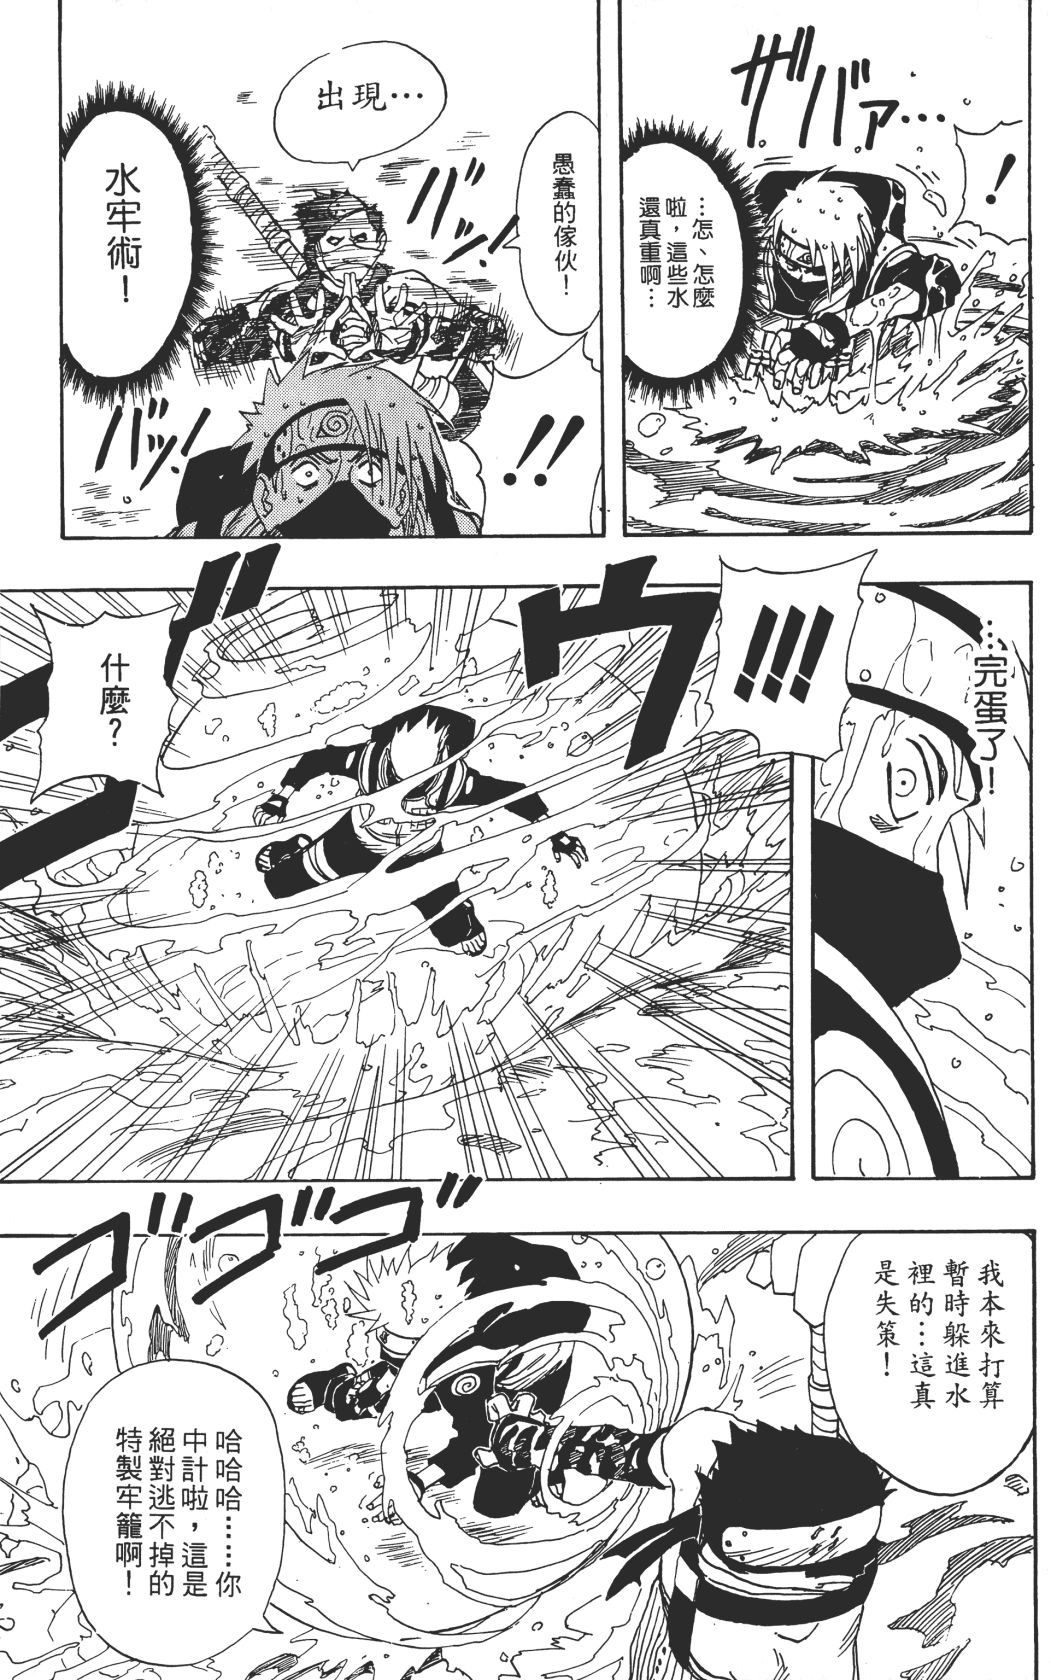 ザバァ…
!
…怎、怎麼
啦，這些水
還真重啊…
愚蠢的傢伙！
バッ!
出現…
水牢術！
バッ!
!!
…完蛋了！
!!!
ヴ
什麼？
我本來打算
暫時躲進水
裡的…這真
是失策！
ゴゴゴ
哈哈哈……你
中計啦，這是
絕對逃不掉的
特製牢籠啊！